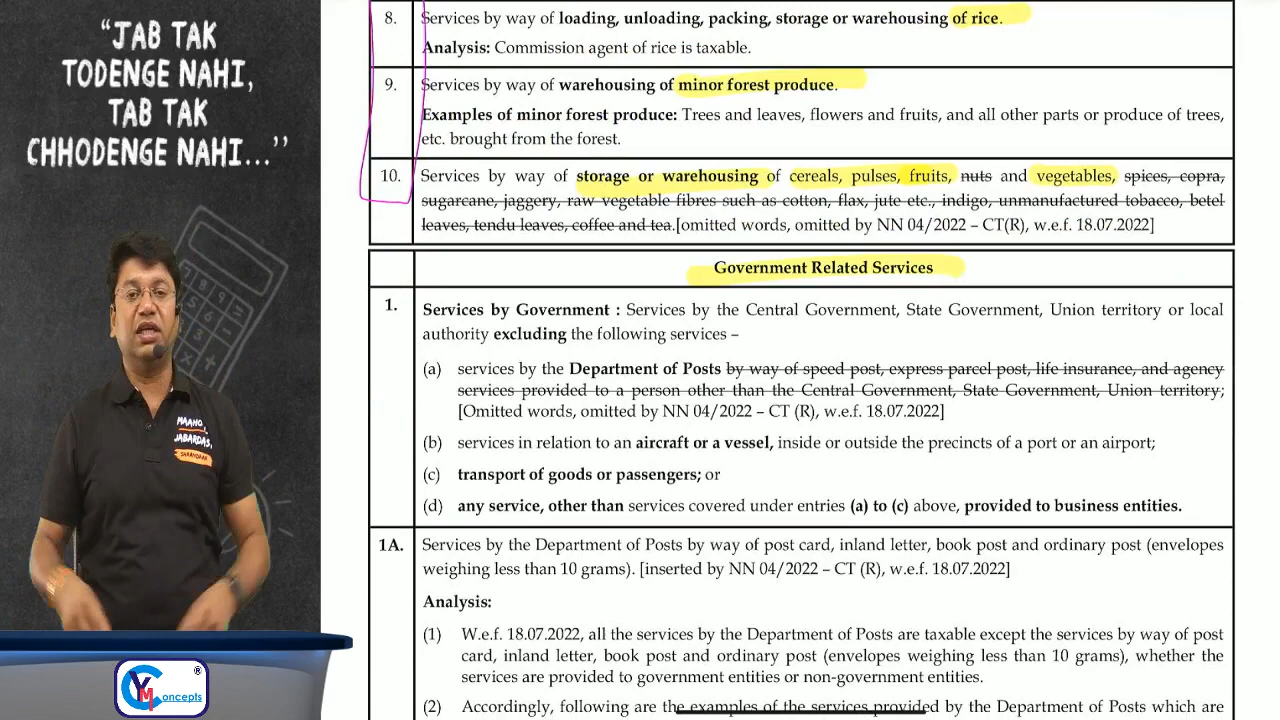 “JAB TAK
TODENGE NAHI,
TAB TAK
CHHODENGE NAHI...’’
MAANO
JABARDAS,
SHAANDAAR
CYM
Concepts
®
8. Services by way of loading, unloading, packing, storage or warehousing of rice.
Analysis: Commission agent of rice is taxable.
9. Services by way of warehousing of minor forest produce.
Examples of minor forest produce: Trees and leaves, flowers and fruits, and all other parts or produce of trees,
etc. brought from the forest.
10. Services by way of storage or warehousing of cereals, pulses, fruits, nuts and vegetables, spices, copra,
sugarcane, jaggery, raw vegetable fibres such as cotton, flax, jute etc., indigo, unmanufactured tobacco, betel
leaves, tendu leaves, coffee and tea.[omitted words, omitted by NN 04/2022 – CT(R), w.e.f. 18.07.2022]
Government Related Services
1. Services by Government : Services by the Central Government, State Government, Union territory or local
authority excluding the following services –
(a) services by the Department of Posts by way of speed post, express parcel post, life insurance, and agency
services provided to a person other than the Central Government, State Government, Union territory;
[Omitted words, omitted by NN 04/2022 – CT (R), w.e.f. 18.07.2022]
(b) services in relation to an aircraft or a vessel, inside or outside the precincts of a port or an airport;
(c) transport of goods or passengers; or
(d) any service, other than services covered under entries (a) to (c) above, provided to business entities.
1A. Services by the Department of Posts by way of post card, inland letter, book post and ordinary post (envelopes
weighing less than 10 grams). [inserted by NN 04/2022 – CT (R), w.e.f. 18.07.2022]
Analysis:
(1) W.e.f. 18.07.2022, all the services by the Department of Posts are taxable except the services by way of post
card, inland letter, book post and ordinary post (envelopes weighing less than 10 grams), whether the
services are provided to government entities or non-government entities.
(2) Accordingly, following are the examples of the services provided by the Department of Posts which are